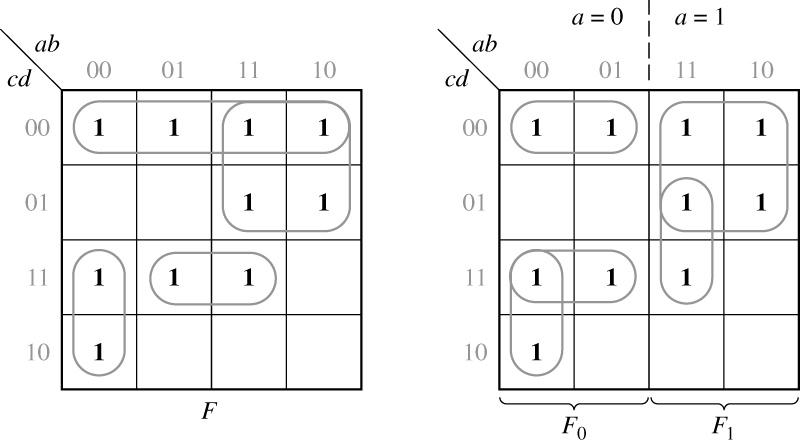 a = 0 a = 1
ab ab
cd 00 01 11 10 cd 00 01 11 10
00 1 1 1 1 00 1 1 1 1
01 1 1 01 1 1
11 1 1 1 11 1 1 1
10 1 10 1
F F0 F1